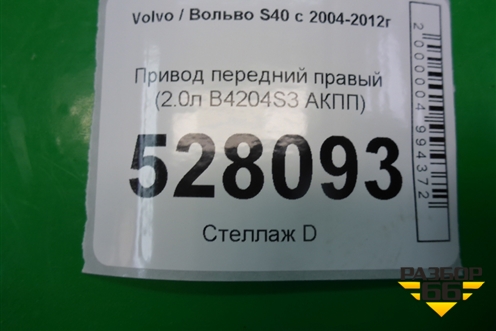 Volvo / Вольво S40 с 2004-2012г
Привод передний правый
(2.0л B4204S3 АКПП)
528093
Стеллаж D
2000004994372
РАЗБОР
66